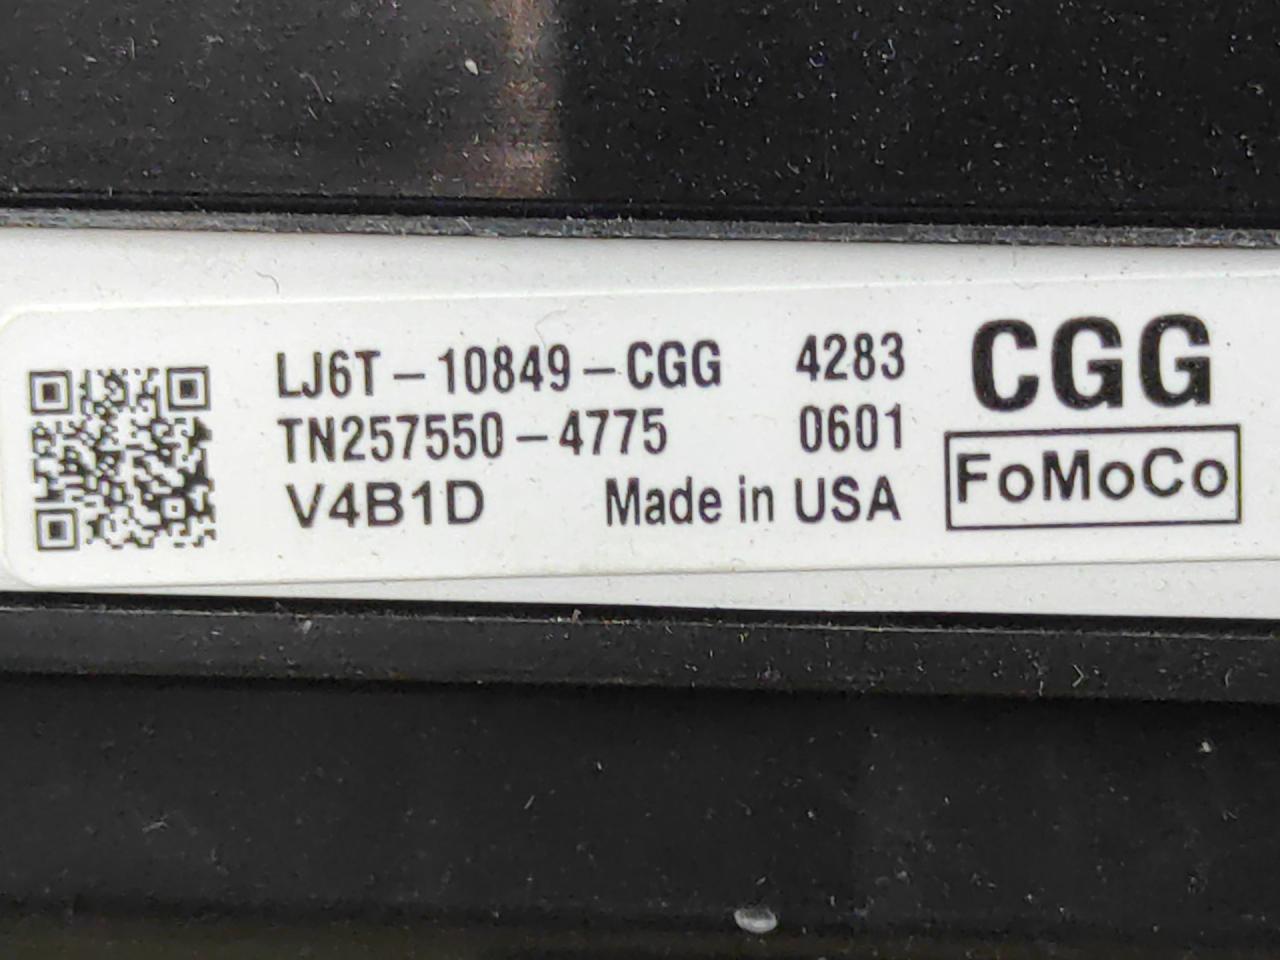 LJ6T-10849-CGG 4283 CGG
TN257550-4775 0601 FoMoCo
V4B1D Made in USA